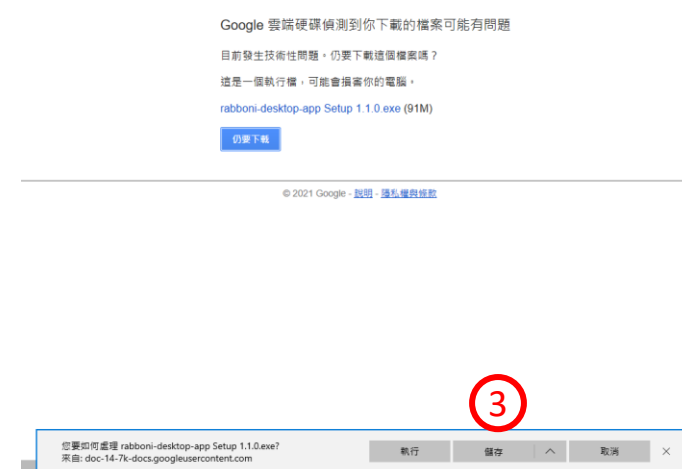 Google 雲端硬碟偵測到你下載的檔案可能有問題
目前發生技術性問題。仍要下載這個檔案嗎？
這是一個執行檔，可能會損害你的電腦。
rabboni-desktop-app Setup 1.1.0.exe (91M)
仍要下載
© 2021 Google - 說明 - 隱私權與條款
3
您要如何處理 rabboni-desktop-app Setup 1.1.0.exe?
來自: doc-14-7k-docs.googleusercontent.com
執行
儲存
取消